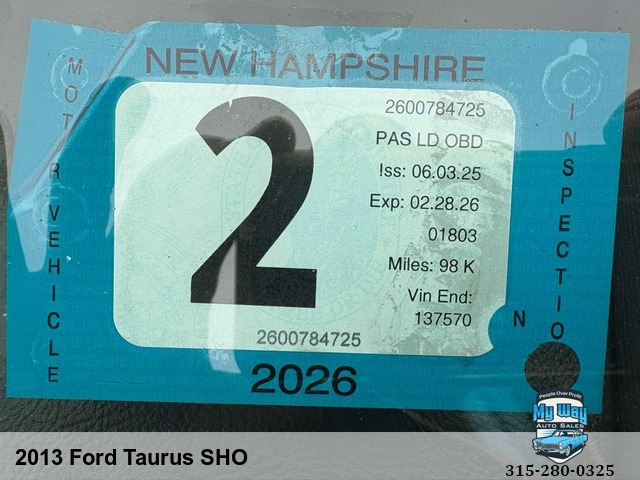 NEW HAMPSHIRE
MOTOR VEHICLE
INSPECTION
2
2600784725
PAS LD OBD
Iss: 06.03.25
Exp: 02.28.26
01803
Miles: 98 K
Vin End:
137570
2600784725
2026
People Over Profit
My Way
AUTO SALES
2013 Ford Taurus SHO
315-280-0325